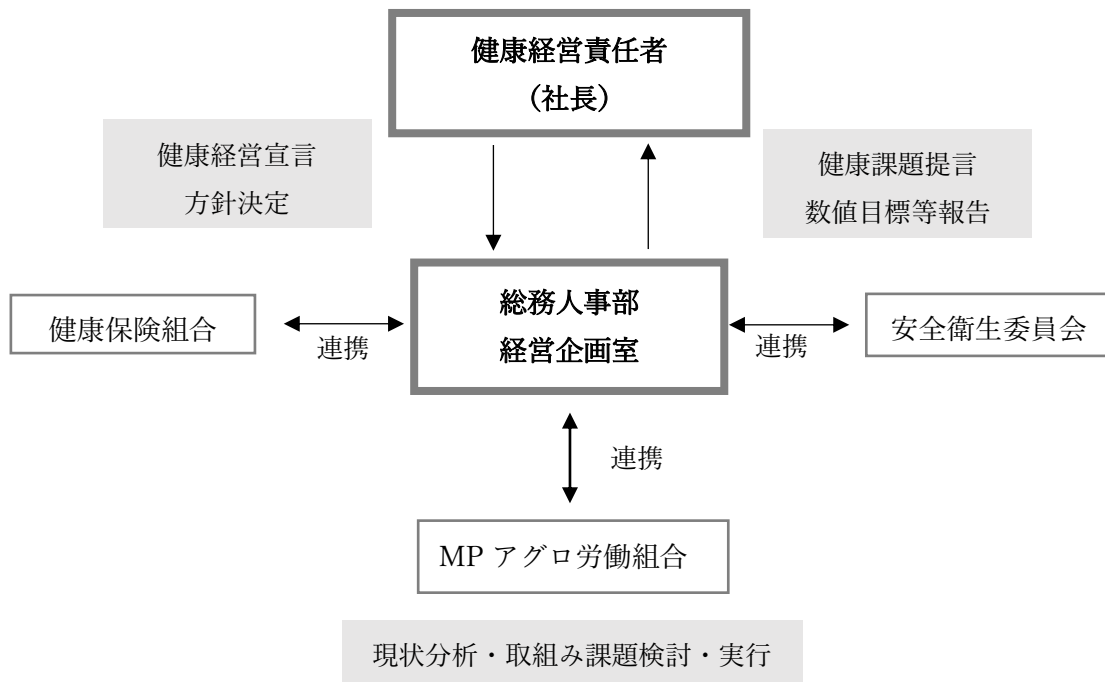 健康経営責任者
（社長）
健康経営宣言
方針決定
健康課題提言
数値目標等報告
総務人事部
経営企画室
健康保険組合
連携
連携
安全衛生委員会
連携
MP アグロ労働組合
現状分析・取組み課題検討・実行